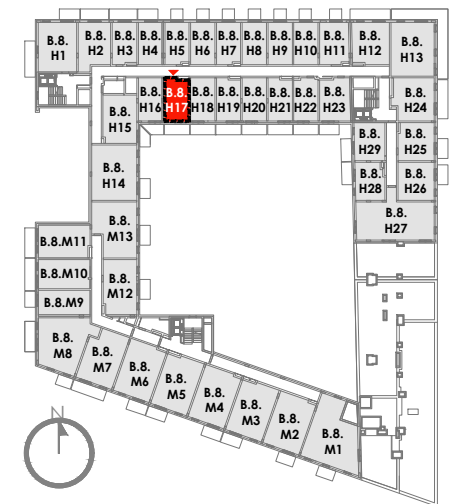 B.8.
H1
B.8.
H2
B.8.
H3
B.8.
H4
B.8.
H5
B.8.
H6
B.8.
H7
B.8.
H8
B.8.
H9
B.8.
H10
B.8.
H11
B.8.
H12
B.8.
H13
B.8.
H15
B.8.
H16
B.8.
H17
B.8.
H18
B.8.
H19
B.8.
H20
B.8.
H21
B.8.
H22
B.8.
H23
B.8.
H24
B.8.
H29
B.8.
H25
B.8.
H14
B.8.
H28
B.8.
H26
B.8.
H27
B.8.
M13
B.8.M11
B.8.M10
B.8.M9
B.8.
M12
B.8.
M8
B.8.
M7
B.8.
M6
B.8.
M5
B.8.
M4
B.8.
M3
B.8.
M2
B.8.
M1
N